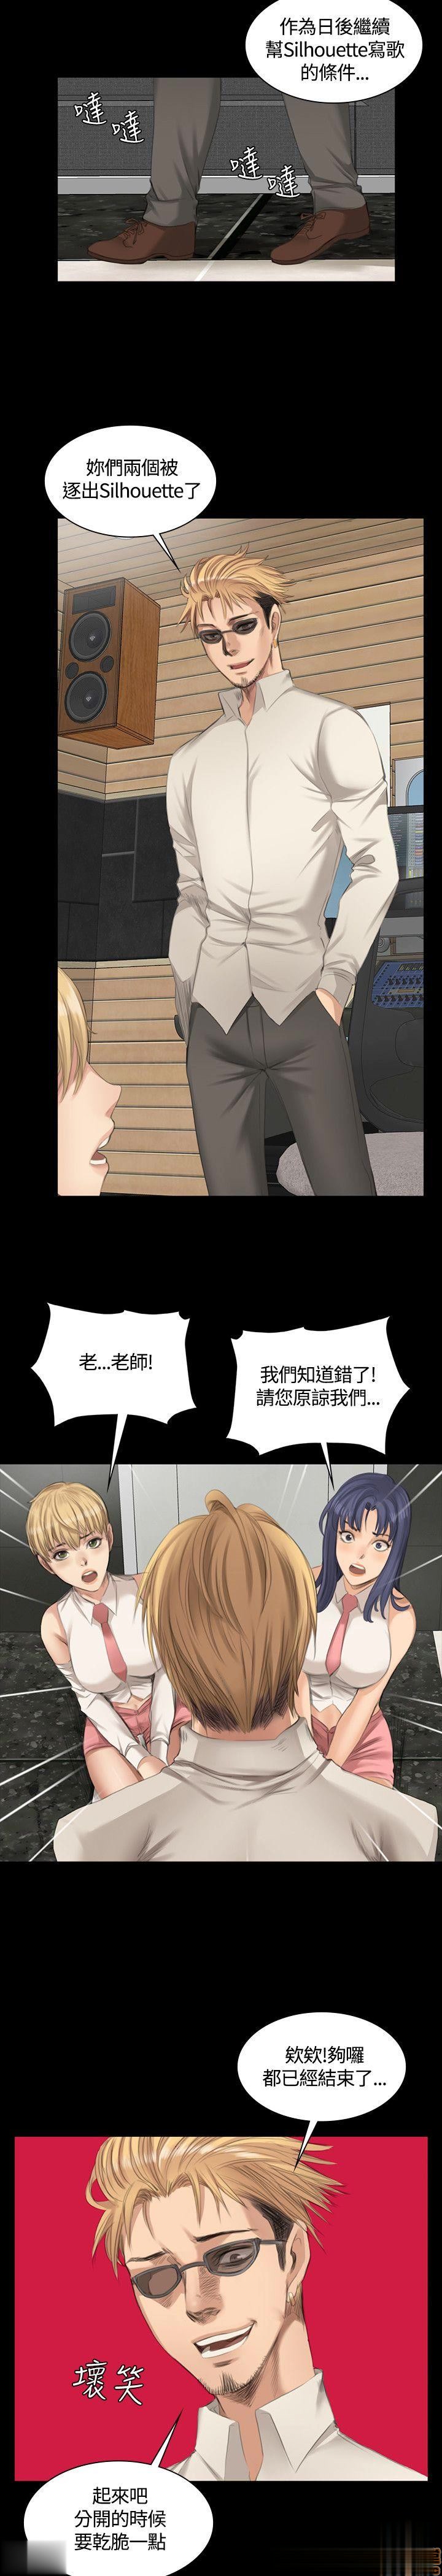 作為日後繼續
幫Silhouette寫歌
的條件...
噠
噠
噠
噠
妳們兩個被
逐出Silhouette了
老...老師!
我們知道錯了!
請您原諒我們...
欸欸!夠囉
都已經結束了...
壞笑
起來吧
分開的時候
要乾脆一點